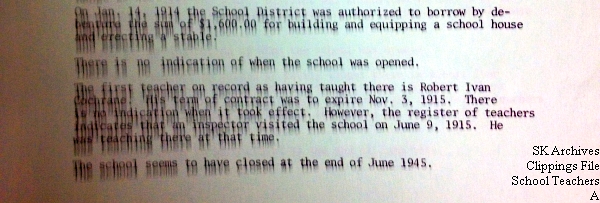 On Jan. 14, 1914 the School District was authorized to borrow by de-
benture the sum of $1,600.00 for building and equipping a school house
and erecting a stable.
There is no indication of when the school was opened.
The first teacher on record as having taught there is Robert Ivan
Cochrane. His term of contract was to expire Nov. 3, 1915. There
is no indication when it took effect. However, the register of teachers
indicates that an inspector visited the school on June 9, 1915. He
was teaching there at that time.
The school seems to have closed at the end of June 1945.
SK Archives
Clippings File
School Teachers
A